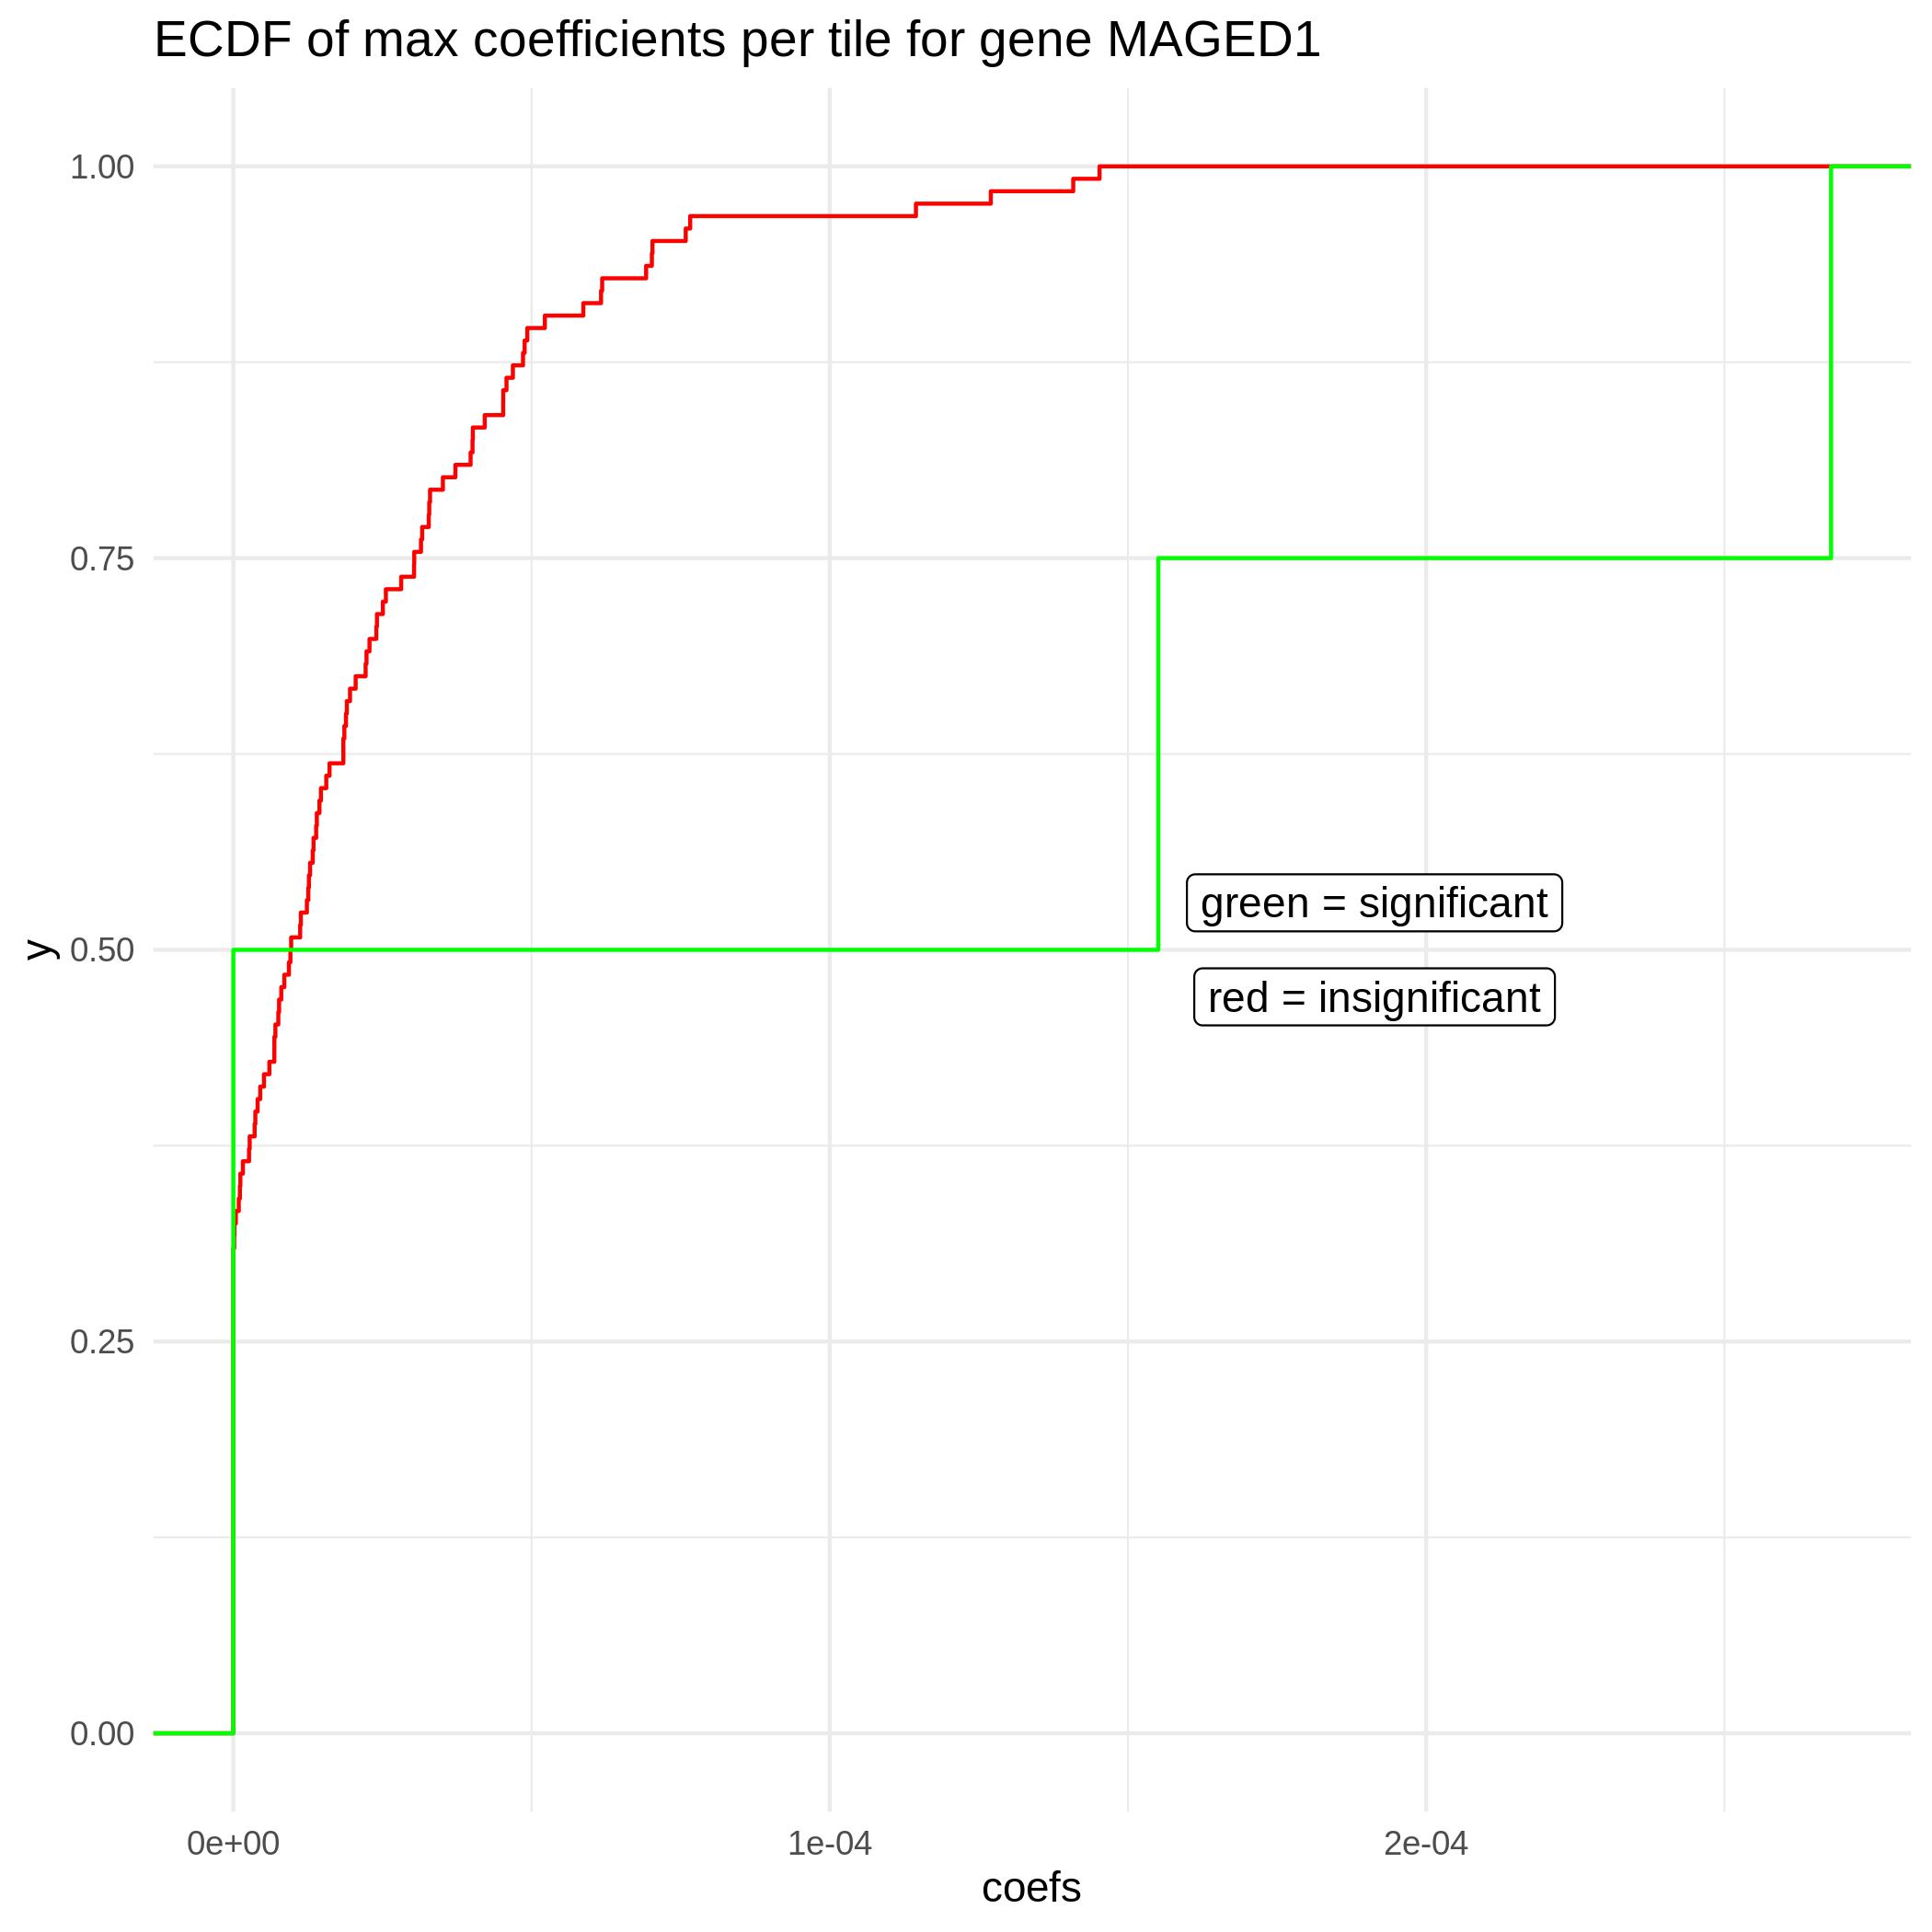 ECDF of max coefficients per tile for gene MAGED1
1.00
0.75
0.50
0.25
0.00
y
green = significant
red = insignificant
0e+00
1e-04
2e-04
coefs